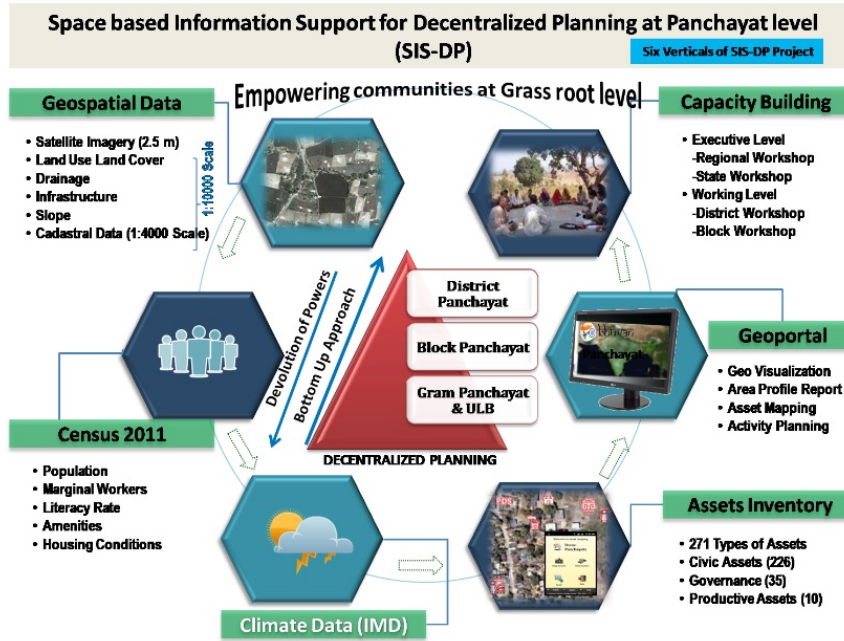 Space based Information Support for Decentralized Planning at Panchayat level
(SIS-DP)
Six Verticals of SIS-DP Project
Empowering communities at Grass root level
Geospatial Data
• Satellite Imagery (2.5 m)
• Land Use Land Cover
• Drainage
• Infrastructure
• Slope
• Cadastral Data (1:4000 Scale)
1:10000 Scale
Capacity Building
• Executive Level
-Regional Workshop
-State Workshop
• Working Level
-District Workshop
-Block Workshop
Devolution of Powers
Bottom Up Approach
District
Panchayat
Block Panchayat
Gram Panchayat
& ULB
DECENTRALIZED PLANNING
bhuvan
Panchayat
Geoportal
• Geo Visualization
• Area Profile Report
• Asset Mapping
• Activity Planning
Census 2011
• Population
• Marginal Workers
• Literacy Rate
• Amenities
• Housing Conditions
Climate Data (IMD)
PDS
Assets Inventory
• 271 Types of Assets
• Civic Assets (226)
• Governance (35)
• Productive Assets (10)